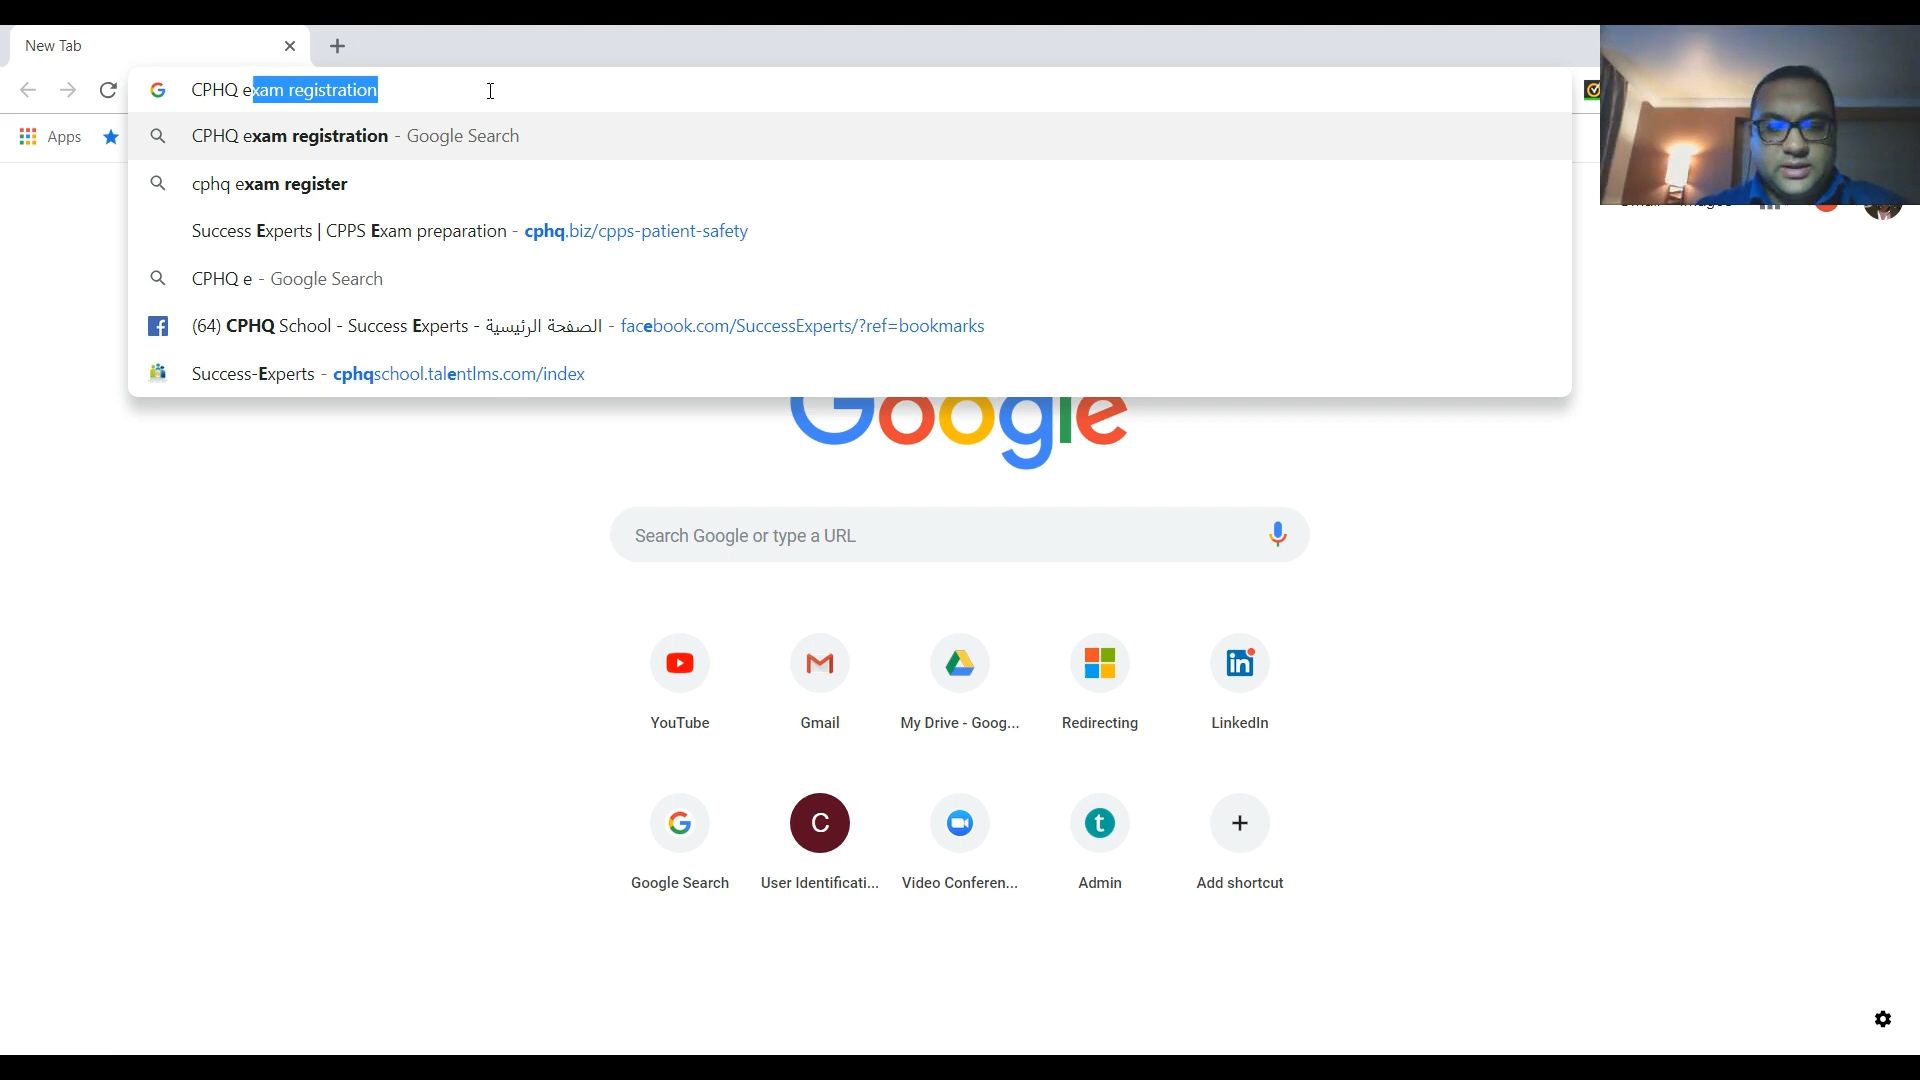 New Tab
CPHQ exam registration
CPHQ exam registration - Google Search
Apps
cphq exam register
Success Experts | CPPS Exam preparation - cphq.biz/cpps-patient-safety
CPHQ e - Google Search
(64) CPHQ School - Success Experts - الصفحة الرئيسية - facebook.com/SuccessExperts/?ref=bookmarks
Success-Experts - cphqschool.talentlms.com/index
Google
Search Google or type a URL
YouTube
Gmail
My Drive - Goog...
Redirecting
LinkedIn
C
t
Google Search
User Identificati...
Video Conferen...
Admin
Add shortcut